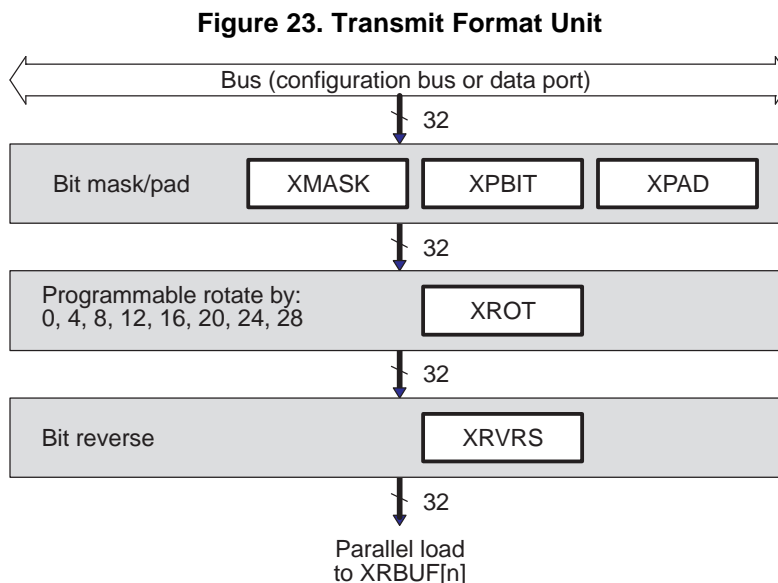 Figure 23. Transmit Format Unit
Bus (configuration bus or data port)
32
Bit mask/pad
XMASK
XPBIT
XPAD
32
Programmable rotate by:
0, 4, 8, 12, 16, 20, 24, 28
XROT
32
Bit reverse
XRVRS
32
Parallel load
to XRBUF[n]